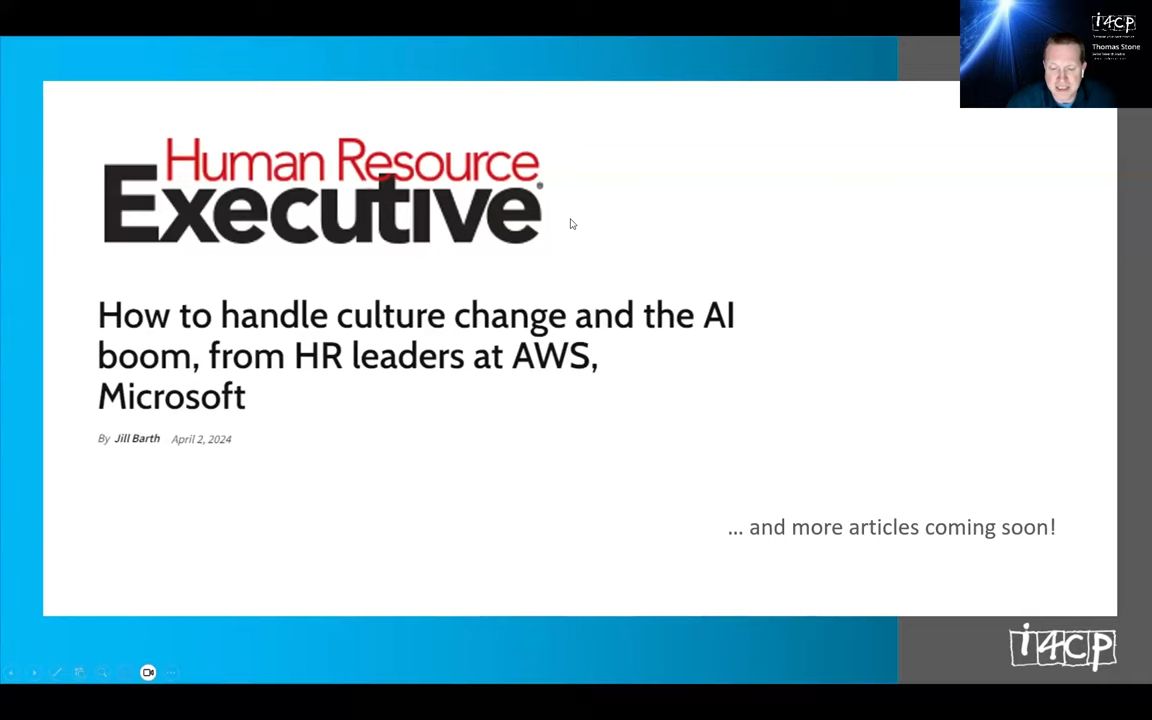 i4cp
Thomas Stone
Human Resource
Executive®
How to handle culture change and the AI
boom, from HR leaders at AWS,
Microsoft
By Jill Barth April 2, 2024
... and more articles coming soon!
i4cp